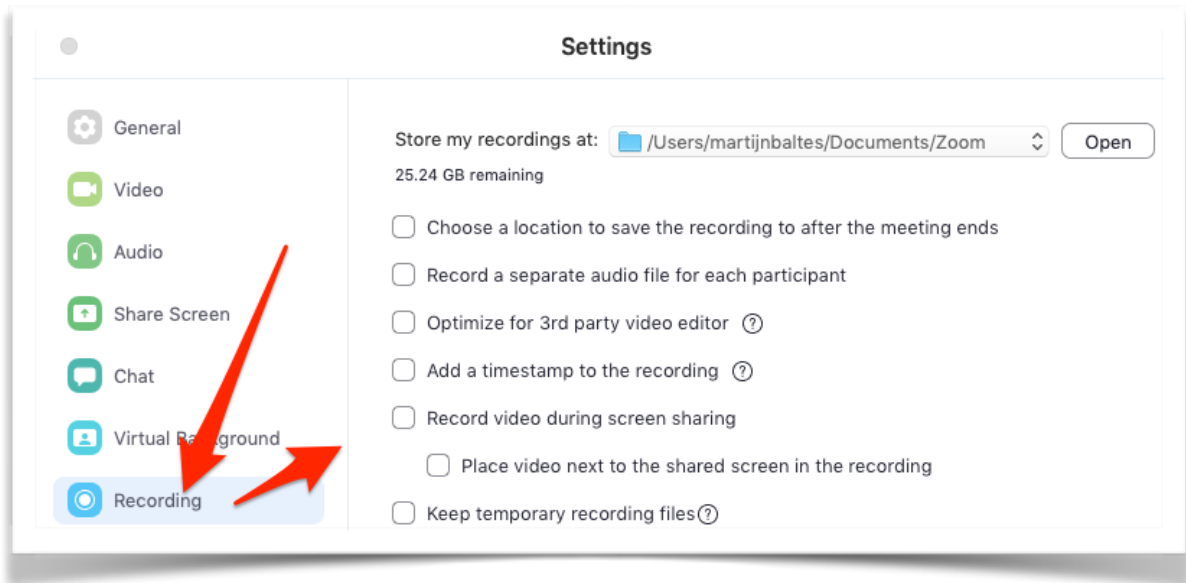 Settings
General
Video
Audio
Share Screen
Chat
Virtual Background
Recording
Store my recordings at: /Users/martijnbaltes/Documents/Zoom Open
25.24 GB remaining
Choose a location to save the recording to after the meeting ends
Record a separate audio file for each participant
Optimize for 3rd party video editor ?
Add a timestamp to the recording ?
Record video during screen sharing
Place video next to the shared screen in the recording
Keep temporary recording files ?